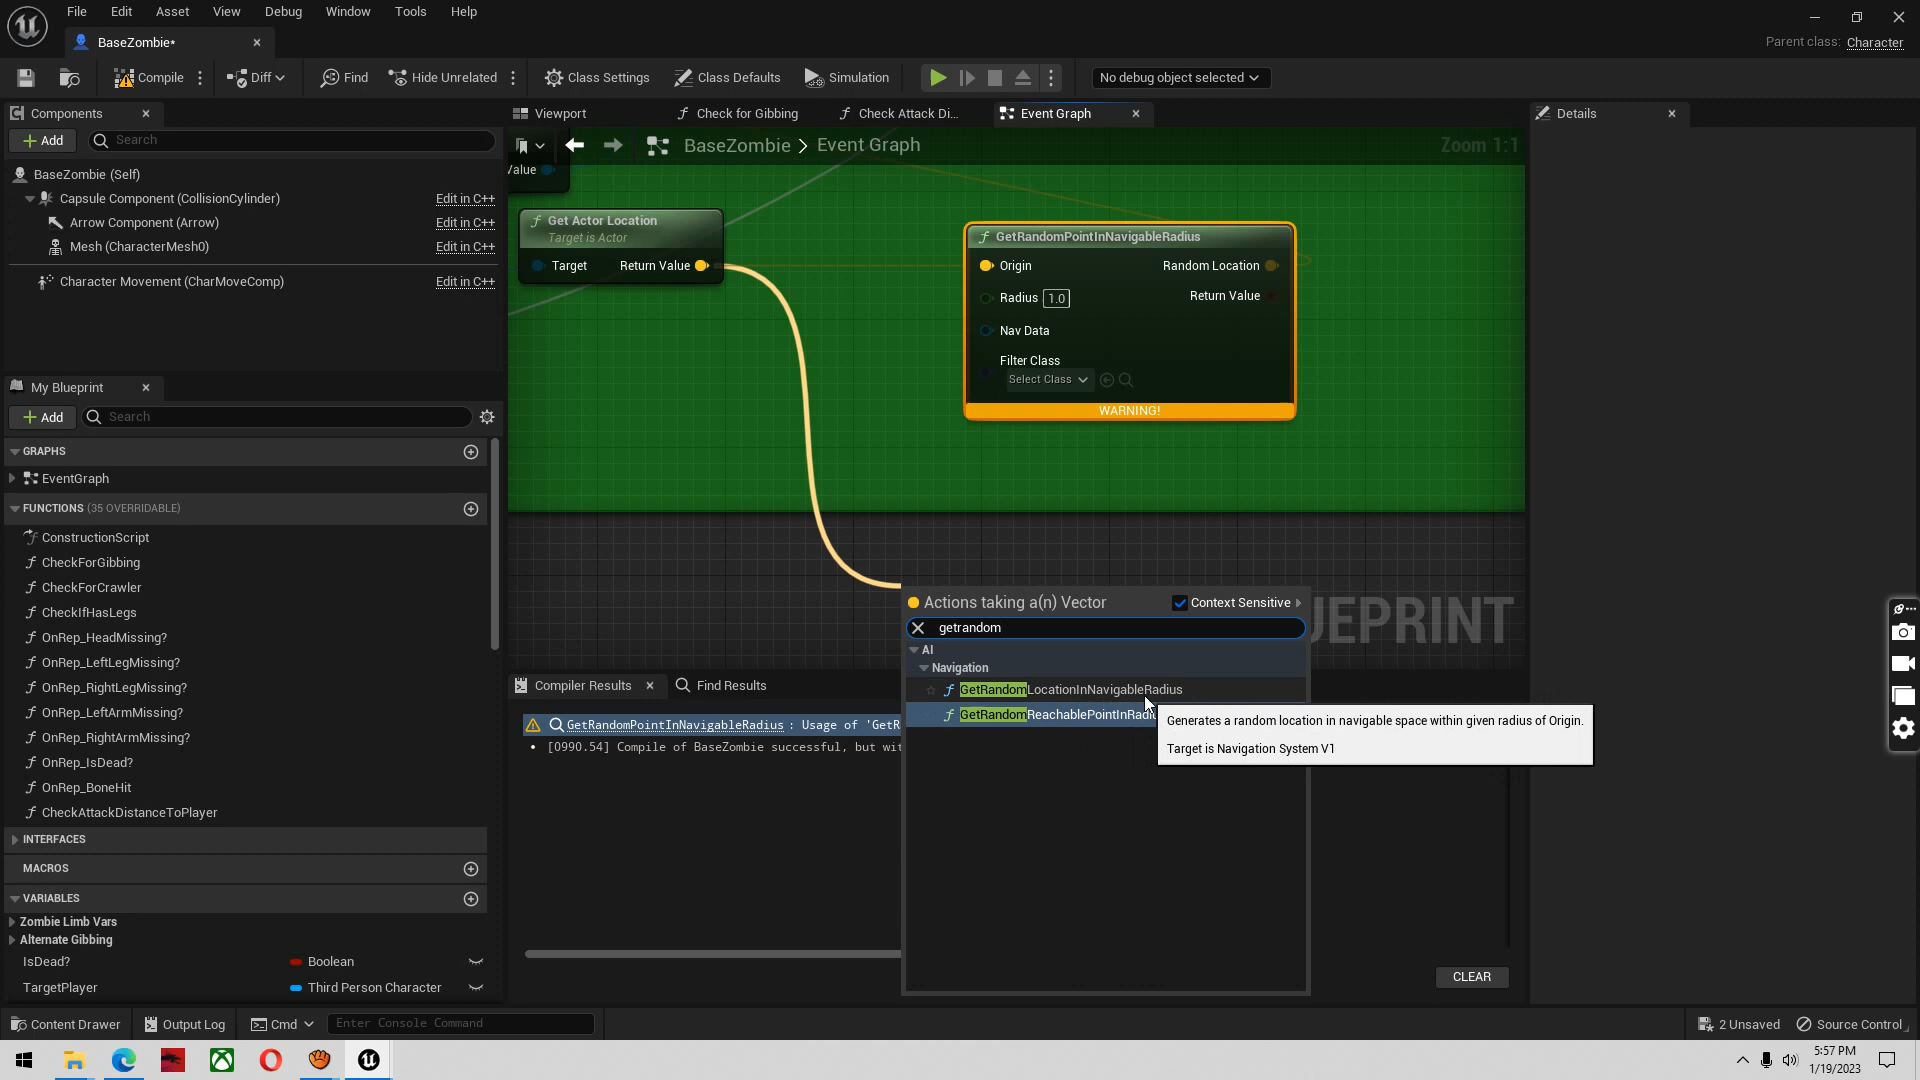 File Edit Asset View Debug Window Tools Help
BaseZombie*
Parent class: Character
Compile Diff Find Hide Unrelated Class Settings Class Defaults Simulation No debug object selected
Components
Add Search
BaseZombie (Self)
Capsule Component (CollisionCylinder) Edit in C++
Arrow Component (Arrow) Edit in C++
Mesh (CharacterMesh0) Edit in C++
Character Movement (CharMoveComp) Edit in C++
My Blueprint
Add Search
GRAPHS
EventGraph
FUNCTIONS (35 OVERRIDABLE)
ConstructionScript
CheckForGibbing
CheckForCrawler
CheckIfHasLegs
OnRep_HeadMissing?
OnRep_LeftLegMissing?
OnRep_RightLegMissing?
OnRep_LeftArmMissing?
OnRep_RightArmMissing?
OnRep_IsDead?
OnRep_BoneHit
CheckAttackDistanceToPlayer
INTERFACES
MACROS
VARIABLES
Zombie Limb Vars
Alternate Gibbing
IsDead? Boolean
TargetPlayer Third Person Character
Viewport Check for Gibbing Check Attack Di... Event Graph
BaseZombie > Event Graph
Zoom 1:1
Value
Get Actor Location
Target is Actor
Target Return Value
GetRandomPointInNavigableRadius
Origin Random Location
Radius 1.0 Return Value
Nav Data
Filter Class
Select Class
WARNING!
EPRINT
Actions taking a(n) Vector Context Sensitive
getrandom
AI
Navigation
GetRandomLocationInNavigableRadius
GetRandomReachablePointInRadiu
Generates a random location in navigable space within given radius of Origin.
Target is Navigation System V1
Compiler Results Find Results
GetRandomPointInNavigableRadius : Usage of 'GetR
[0990.54] Compile of BaseZombie successful, but wi
CLEAR
Details
Content Drawer Output Log Cmd Enter Console Command
2 Unsaved Source Control
5:57 PM
1/19/2023